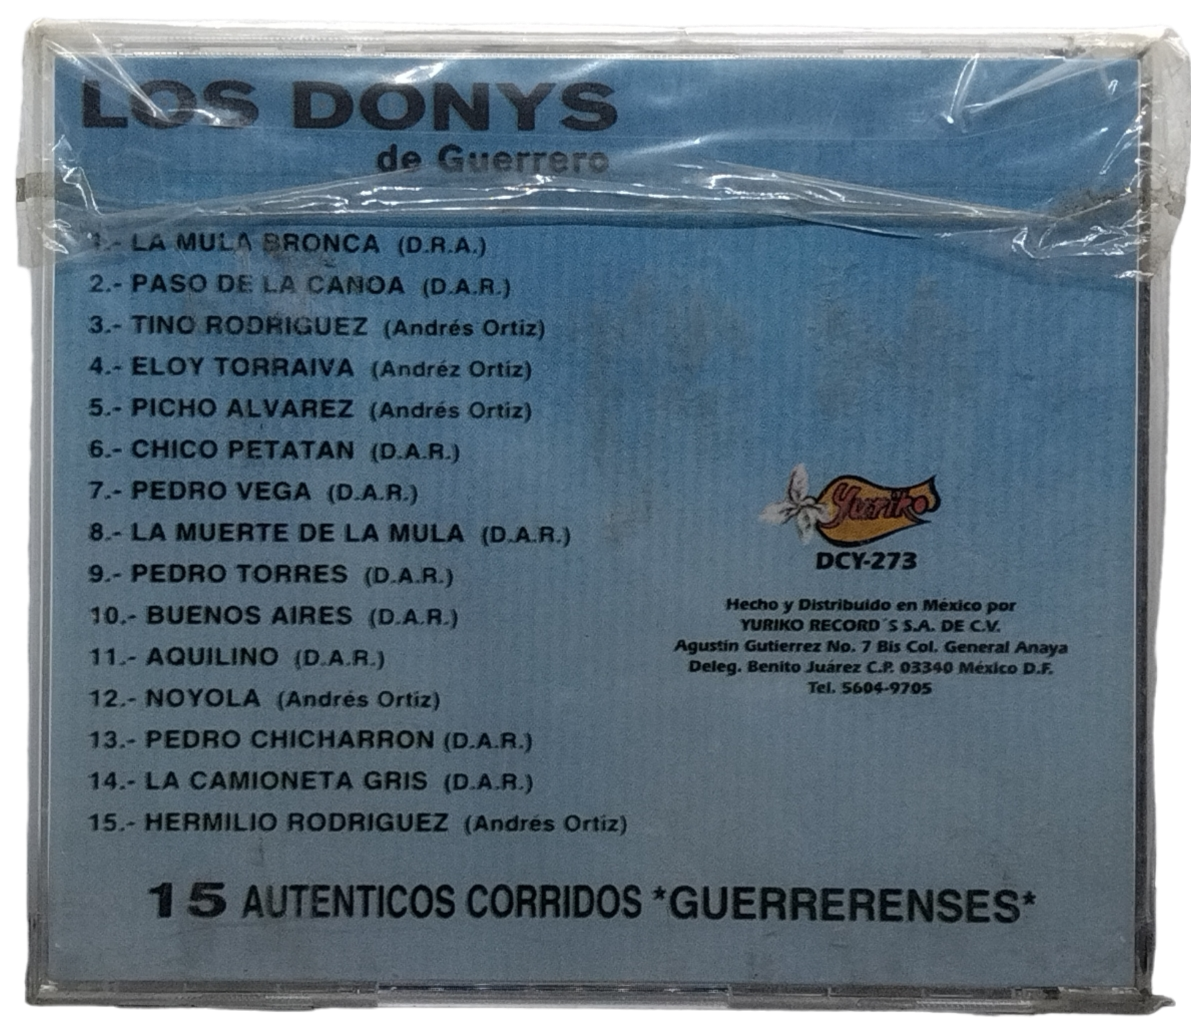 LOS DONYS
de Guerrero
1.- LA MULA BRONCA (D.R.A.)
2.- PASO DE LA CANOA (D.A.R.)
3.- TINO RODRIGUEZ (Andrés Ortiz)
4.- ELOY TORRAIVA (Andréz Ortiz)
5.- PICHO ALVAREZ (Andrés Ortiz)
6.- CHICO PETATAN (D.A.R.)
7.- PEDRO VEGA (D.A.R.)
8.- LA MUERTE DE LA MULA (D.A.R.)
9.- PEDRO TORRES (D.A.R.)
10.- BUENOS AIRES (D.A.R.)
11.- AQUILINO (D.A.R.)
12.- NOYOLA (Andrés Ortiz)
13.- PEDRO CHICHARRON (D.A.R.)
14.- LA CAMIONETA GRIS (D.A.R.)
15.- HERMILIO RODRIGUEZ (Andrés Ortiz)
Yuriko
DCY-273
Hecho y Distribuido en México por
YURIKO RECORD´S S.A. DE C.V.
Agustín Gutierrez No. 7 Bis Col. General Anaya
Deleg. Benito Juárez C.P. 03340 México D.F.
Tel. 5604-9705
15 AUTENTICOS CORRIDOS *GUERRERENSES*